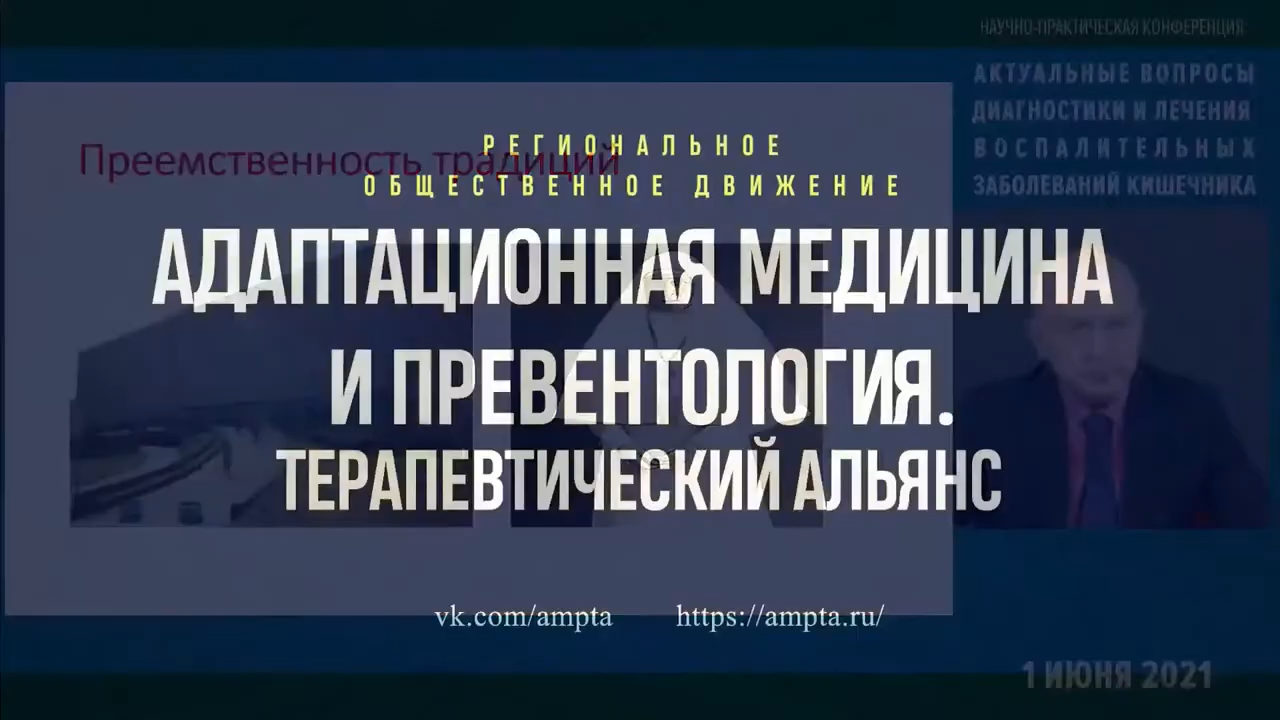 НАУЧНО-ПРАКТИЧЕСКАЯ КОНФЕРЕНЦИЯ
АКТУАЛЬНЫЕ ВОПРОСЫ
ДИАГНОСТИКИ И ЛЕЧЕНИЯ
ВОСПАЛИТЕЛЬНЫХ
ЗАБОЛЕВАНИЙ КИШЕЧНИКА
Преемственность традиций
РЕГИОНАЛЬНОЕ
ОБЩЕСТВЕННОЕ ДВИЖЕНИЕ
АДАПТАЦИОННАЯ МЕДИЦИНА
И ПРЕВЕНТОЛОГИЯ.
ТЕРАПЕВТИЧЕСКИЙ АЛЬЯНС
vk.com/ampta https://ampta.ru/
1 ИЮНЯ 2021